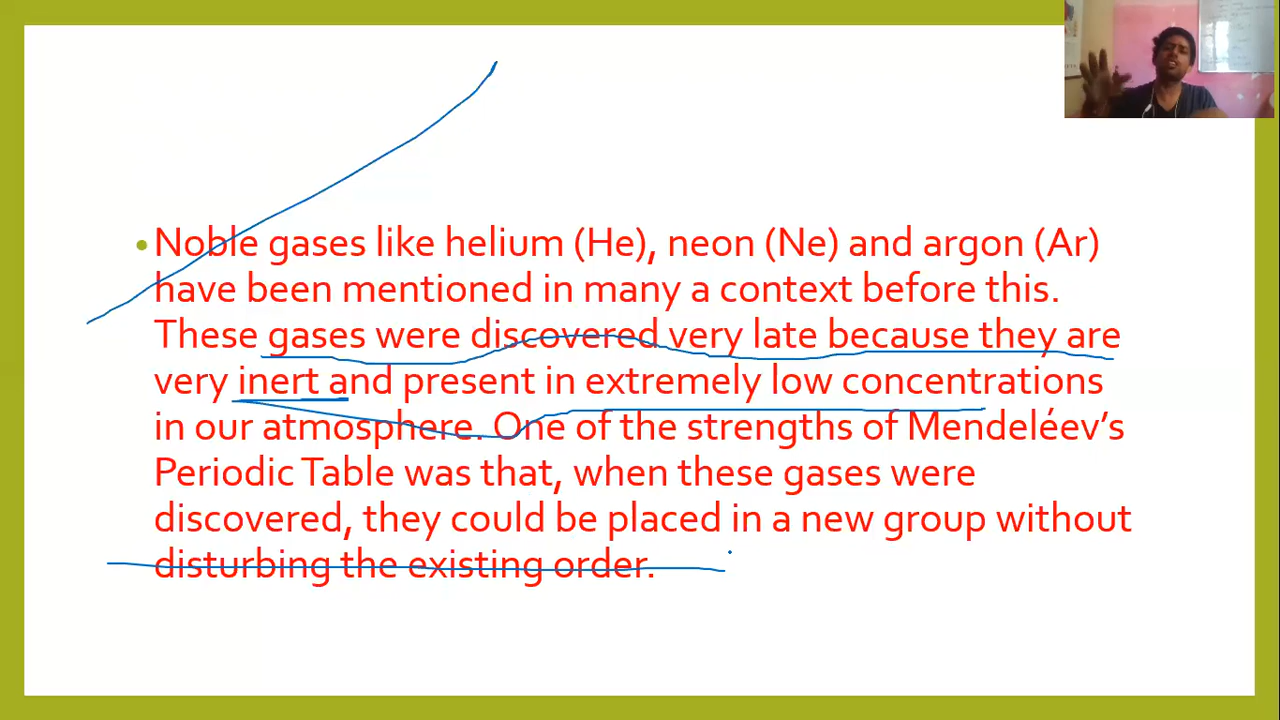 • Noble gases like helium (He), neon (Ne) and argon (Ar)
have been mentioned in many a context before this.
These gases were discovered very late because they are
very inert and present in extremely low concentrations
in our atmosphere. One of the strengths of Mendeléev’s
Periodic Table was that, when these gases were
discovered, they could be placed in a new group without
disturbing the existing order.